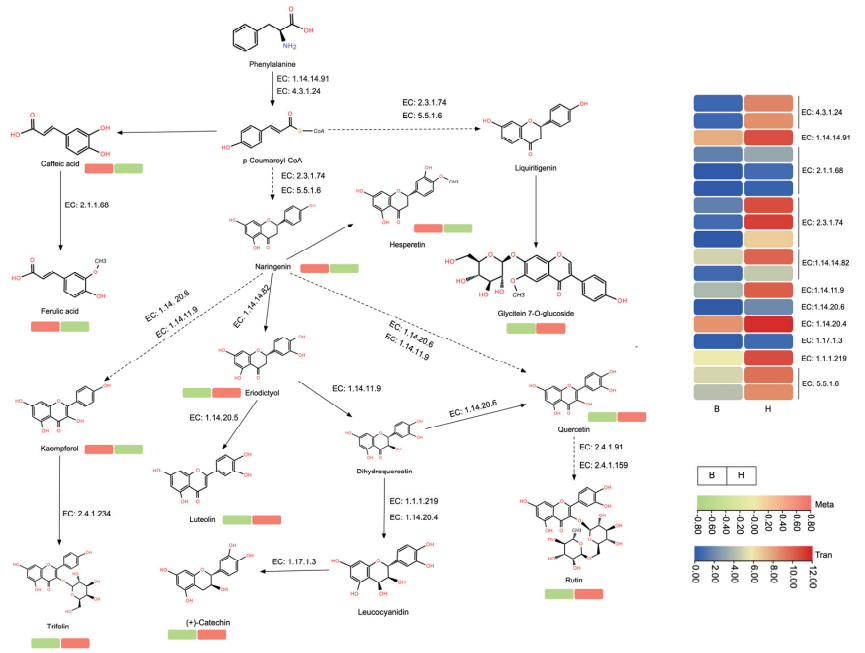 Phenylalanine
EC: 1.14.14.91
EC: 4.3.1.24
p Coumaroyl CoA
EC: 2.3.1.74
EC: 5.5.1.6
Liquiritigenin
Caffeic acid
EC: 2.1.1.68
Ferulic acid
EC: 2.3.1.74
EC: 5.5.1.6
Naringenin
Hesperetin
Glycitein 7-O-glucoside
EC: 1.14. 20.6
EC: 1.14.11.9
EC: 1.14.14.82
EC: 1.14.20.6
EC: 1.14.11.9
Kaempferol
EC: 2.4.1.234
Trifolin
Eriodictyol
EC: 1.14.20.5
EC: 1.14.11.9
Luteolin
Dihydroquercetin
EC: 1.14.20.6
Quercetin
EC: 2.4.1.91
EC: 2.4.1.159
Rutin
EC: 1.1.1.219
EC: 1.14.20.4
Leucocyanidin
EC: 1.17.1.3
(+)-Catechin
EC: 4.3.1.24
EC: 1.14.14.91
EC: 2.1.1.68
EC: 2.3.1.74
EC:1.14.14.82
EC:1.14.11.9
EC:1.14.20.6
EC: 1.14.20.4
EC: 1.17.1.3
EC: 1.1.1.219
EC: 5.5.1.6
B H
B H
Meta
-0.80 -0.60 -0.40 -0.20 -0.00 0.20 0.40 0.60 0.80
Tran
0.00 2.00 4.00 6.00 8.00 10.00 12.00